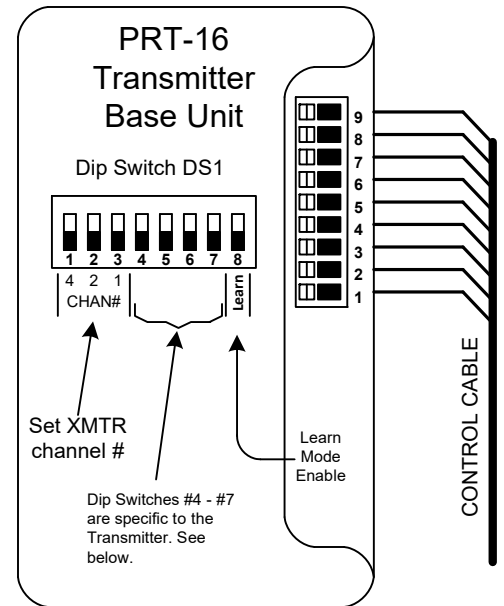 PRT-16
Transmitter
Base Unit
Dip Switch DS1
1 2 3 4 5 6 7 8
4 2 1
CHAN#
Learn
Set XMTR
channel #
Dip Switches #4 - #7
are specific to the
Transmitter. See
below.
Learn
Mode
Enable
9
8
7
6
5
4
3
2
1
CONTROL CABLE